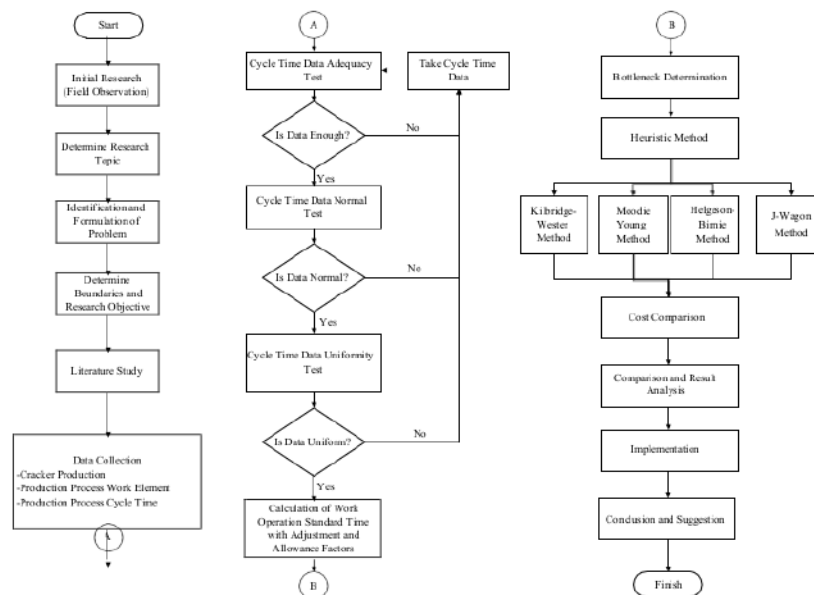 Start
Initial Research
(Field Observation)
Determine Research
Topic
Identification and
Formulation of
Problem
Determine
Boundaries and
Research Objective
Literature Study
Data Collection
-Cracker Production
-Production Process Work Element
-Production Process Cycle Time
A
A
Cycle Time Data Adequacy
Test
Take Cycle Time
Data
Is Data Enough?
No
Yes
Cycle Time Data Normal
Test
Is Data Normal?
No
Yes
Cycle Time Data Uniformity
Test
Is Data Uniform?
No
Yes
Calculation of Work
Operation Standard Time
with Adjustment and
Allowance Factors
B
B
Bottleneck Determination
Heuristic Method
Kilbridge-
Wester
Method
Moodie
Young
Method
Helgeson-
Birnie
Method
J-Wagon
Method
Cost Comparison
Comparison and Result
Analysis
Implementation
Conclusion and Suggestion
Finish